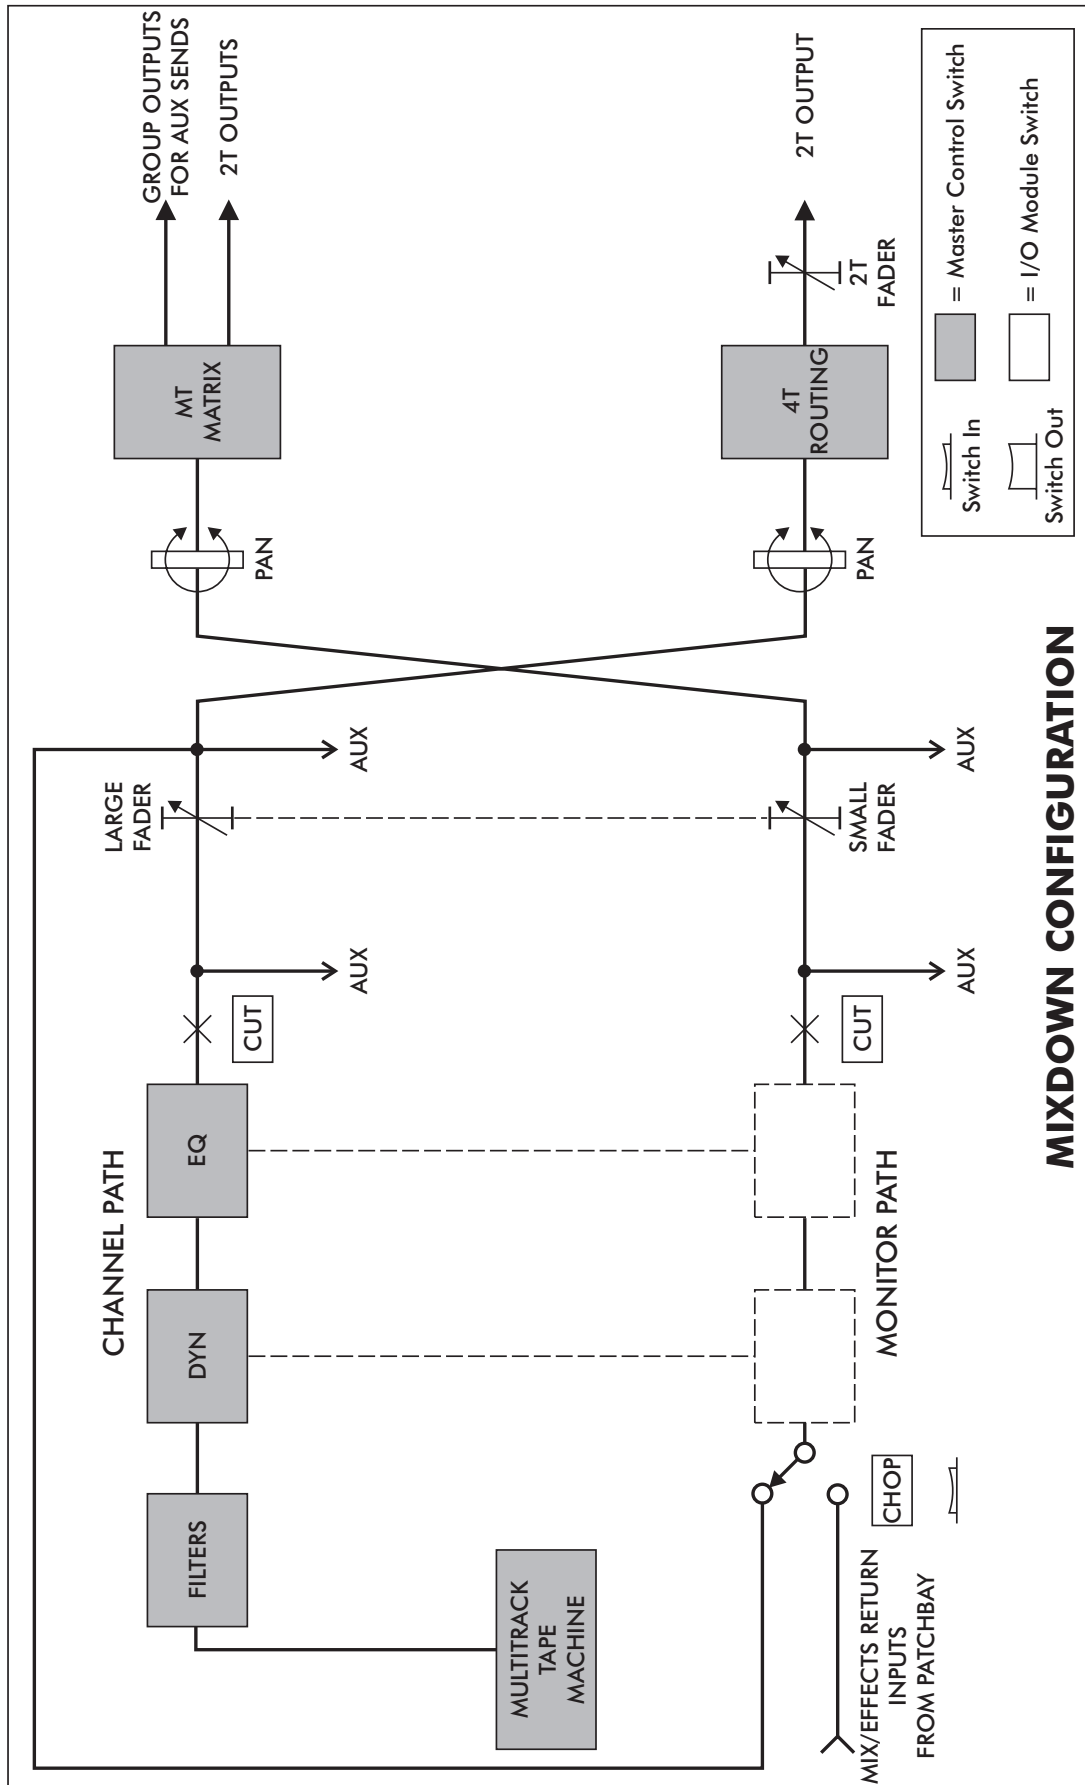 GROUP OUTPUTS
FOR AUX SENDS
2T OUTPUTS
MT
MATRIX
PAN
LARGE
FADER
AUX
AUX
CUT
CHANNEL PATH
EQ
DYN
FILTERS
MULTITRACK
TAPE
MACHINE
2T OUTPUT
2T
FADER
4T
ROUTING
PAN
SMALL
FADER
AUX
AUX
CUT
MONITOR PATH
CHOP
MIX/EFFECTS RETURN
INPUTS
FROM PATCHBAY
Switch In
= Master Control Switch
Switch Out
= I/O Module Switch
MIXDOWN CONFIGURATION